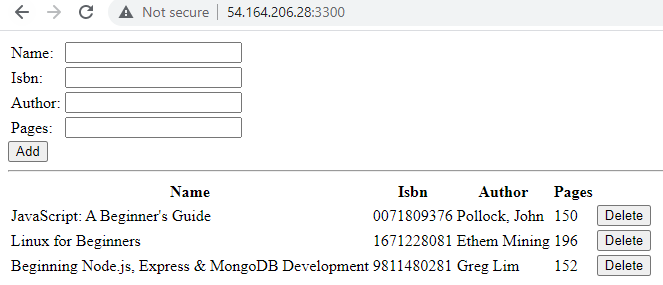 Not secure | 54.164.206.28:3300
Name:
Isbn:
Author:
Pages:
Add
Name Isbn Author Pages
JavaScript: A Beginner's Guide 0071809376 Pollock, John 150 Delete
Linux for Beginners 1671228081 Ethem Mining 196 Delete
Beginning Node.js, Express & MongoDB Development 9811480281 Greg Lim 152 Delete